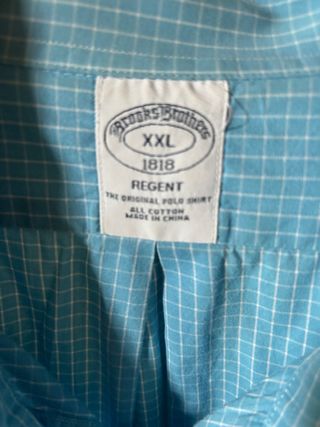 Brooks Brothers
XXL
1818
REGENT
THE ORIGINAL POLO SHIRT
ALL COTTON
MADE IN CHINA